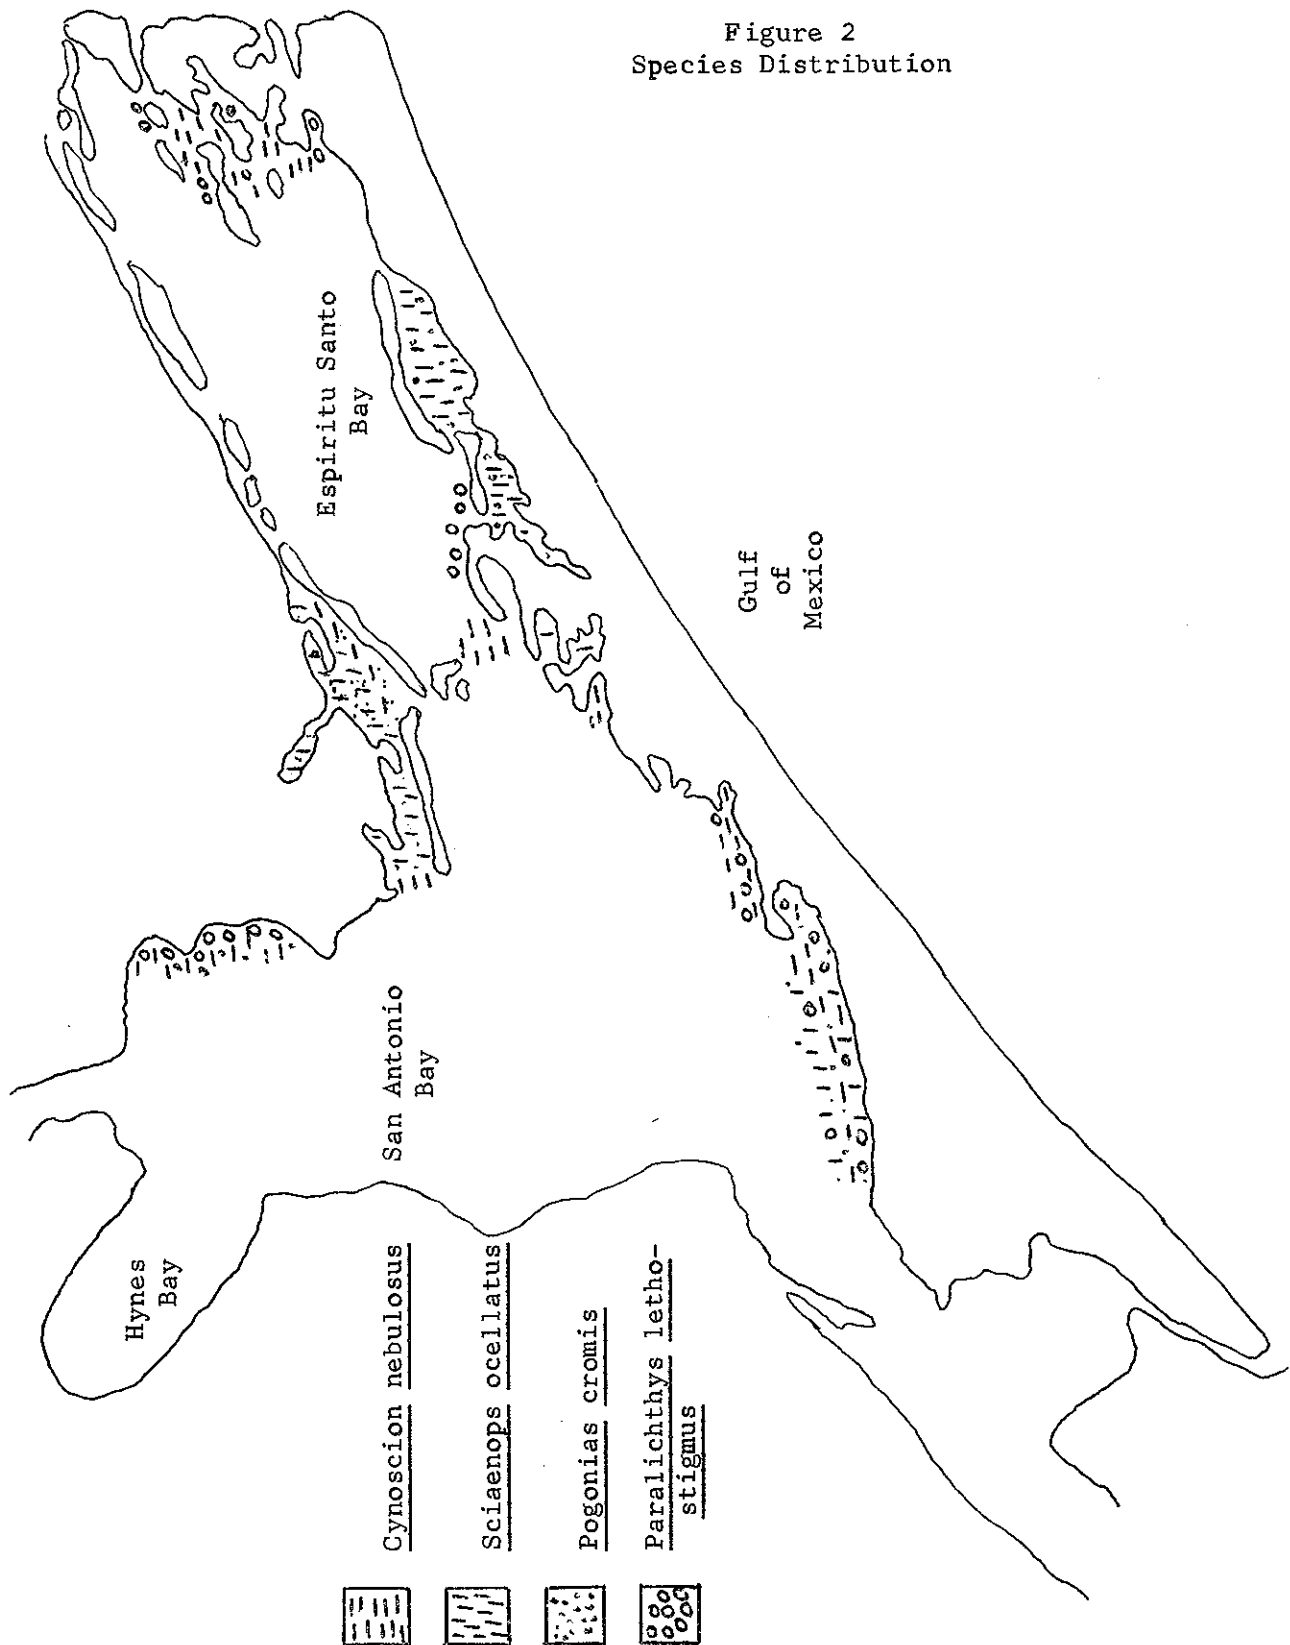 Figure 2
Species Distribution
Espiritu Santo
Bay
Gulf
of
Mexico
San Antonio
Bay
Hynes
Bay
Cynoscion nebulosus
Sciaenops ocellatus
Pogonias cromis
Paralichthys letho-
stigmus